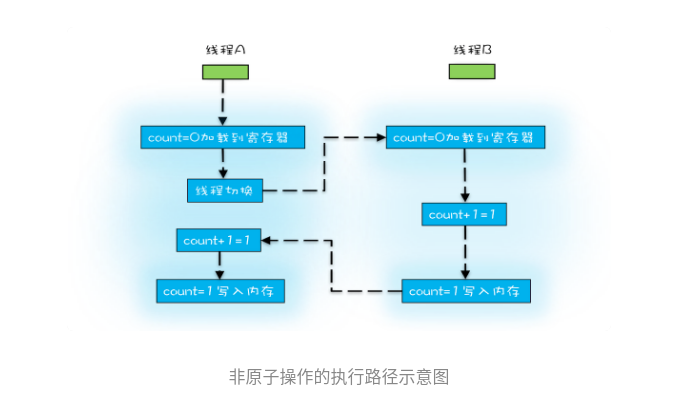 线程A
线程B
count=0加载到寄存器
count=0加载到寄存器
线程切换
count+1=1
count+1=1
count=1写入内存
count=1写入内存
非原子操作的执行路径示意图